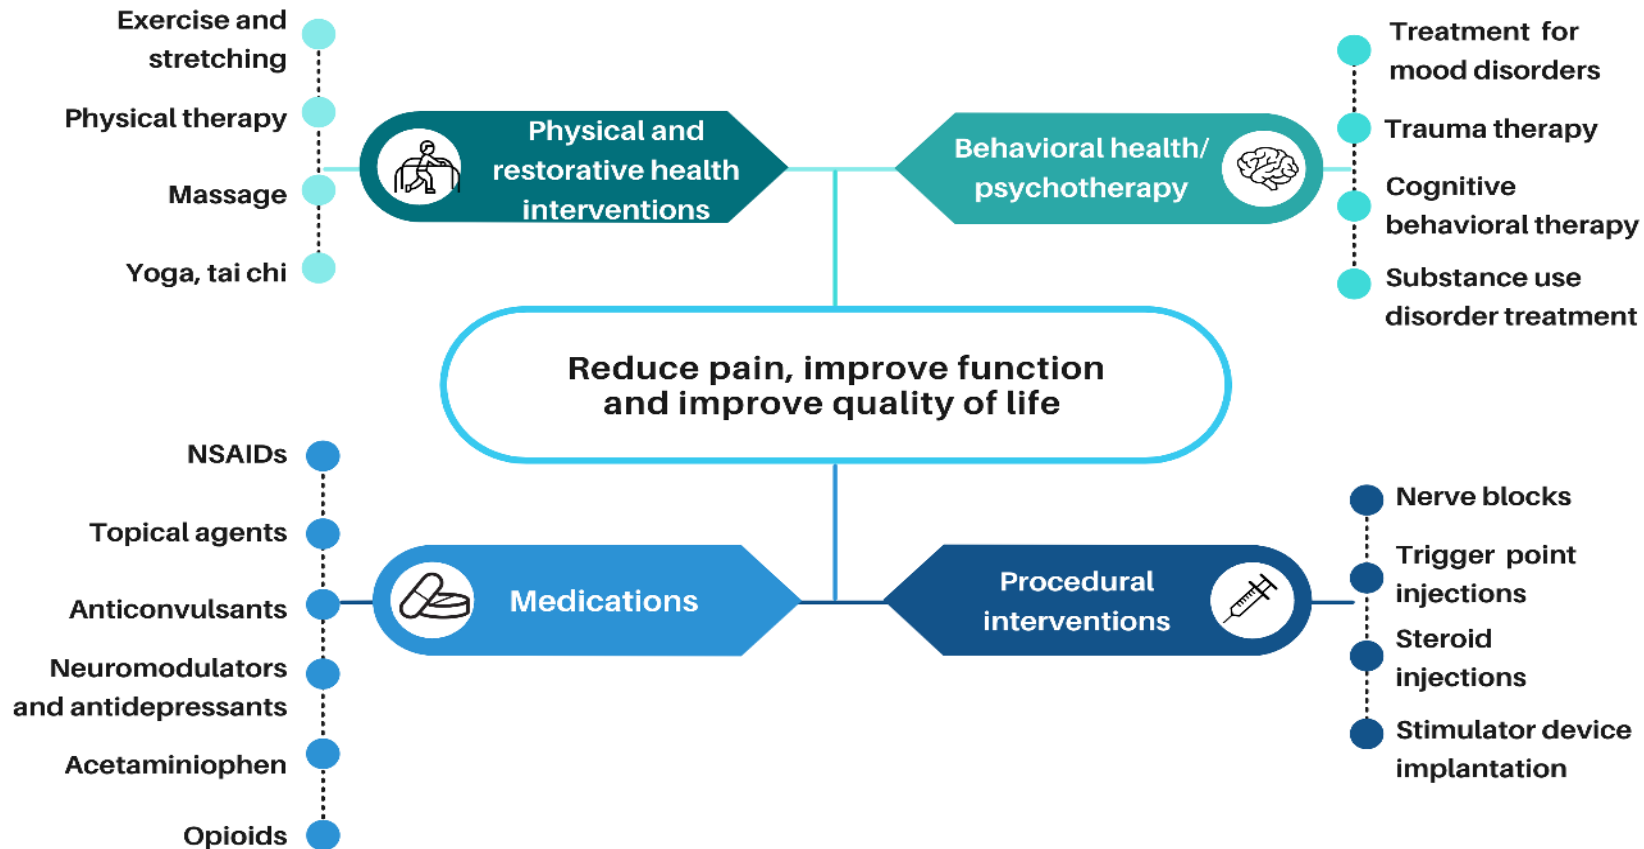 Exercise and
stretching
Physical therapy
Massage
Yoga, tai chi
Physical and
restorative health
interventions
Behavioral health/
psychotherapy
Treatment for
mood disorders
Trauma therapy
Cognitive
behavioral therapy
Substance use
disorder treatment
Reduce pain, improve function
and improve quality of life
NSAIDs
Topical agents
Anticonvulsants
Neuromodulators
and antidepressants
Acetaminiophen
Opioids
Medications
Procedural
interventions
Nerve blocks
Trigger point
injections
Steroid
injections
Stimulator device
implantation